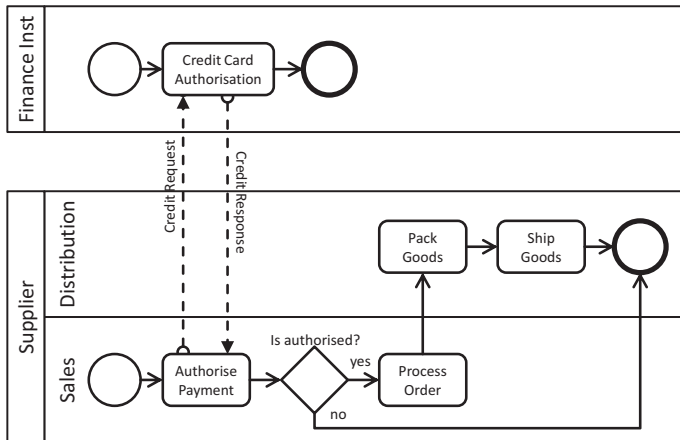 Finance Inst
Credit Card
Authorisation
Credit Request
Credit Response
Supplier
Distribution
Pack
Goods
Ship
Goods
Sales
Authorise
Payment
Is authorised?
yes
no
Process
Order